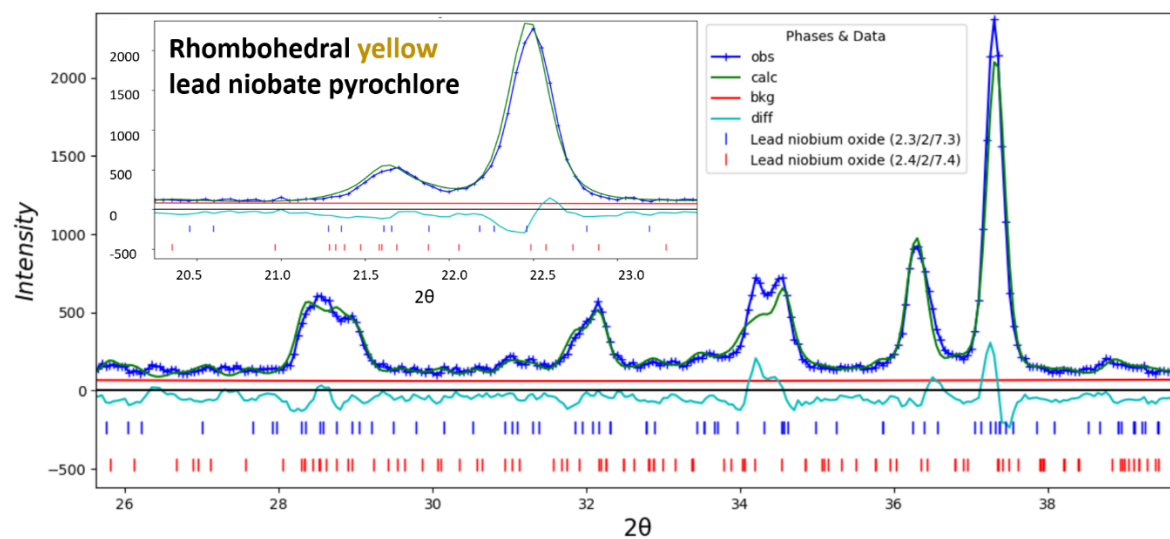 Rhombohedral yellow
lead niobate pyrochlore
2000
1500
1000
500
0
-500
20.5 21.0 21.5 22.0 22.5 23.0
2θ
Phases & Data
obs
calc
bkg
diff
Lead niobium oxide (2.3/2/7.3)
Lead niobium oxide (2.4/2/7.4)
Intensity
2000
1500
1000
500
0
−500
26 28 30 32 34 36 38
2θ